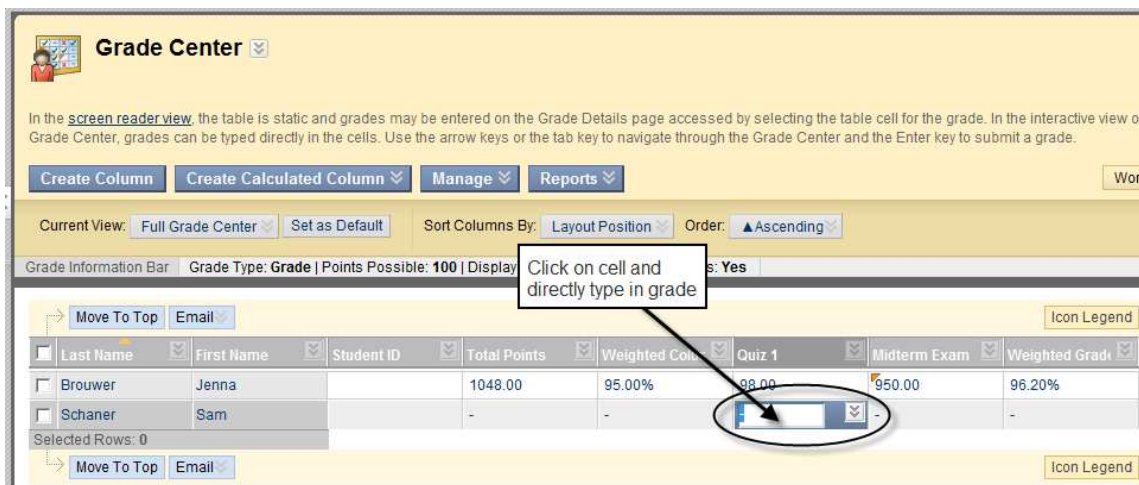 Grade Center
In the screen reader view, the table is static and grades may be entered on the Grade Details page accessed by selecting the table cell for the grade. In the interactive view o
Grade Center, grades can be typed directly in the cells. Use the arrow keys or the tab key to navigate through the Grade Center and the Enter key to submit a grade.
Create Column Create Calculated Column Manage Reports Wor
Current View: Full Grade Center Set as Default Sort Columns By: Layout Position Order: ▲Ascending
Grade Information Bar Grade Type: Grade | Points Possible: 100 | Display s: Yes
Click on cell and
directly type in grade
Move To Top Email Icon Legend
Last Name First Name Student ID Total Points Weighted Colu Quiz 1 Midterm Exam Weighted Grade
Brouwer Jenna 1048.00 95.00% 98.00 950.00 96.20%
Schaner Sam - - - - -
Selected Rows: 0
Move To Top Email Icon Legend